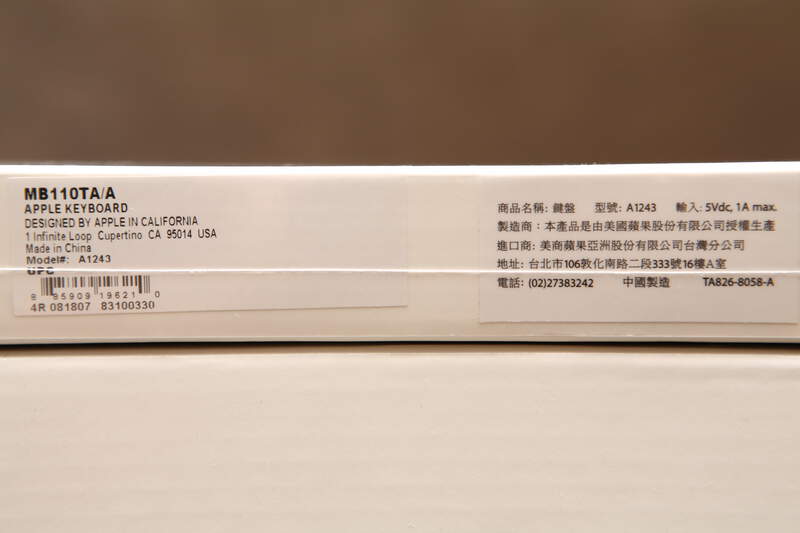 MB110TA/A
APPLE KEYBOARD
DESIGNED BY APPLE IN CALIFORNIA
1 Infinite Loop Cupertino CA 95014 USA
Made in China
Model#: A1243
UPC
8 85909 19621 0
4R 081807 83100330
商品名稱: 鍵盤 型號: A1243 輸入: 5Vdc, 1A max.
製造商：本產品是由美國蘋果股份有限公司授權生產
進口商: 美商蘋果亞洲股份有限公司台灣分公司
地址: 台北市106敦化南路二段333號16樓A室
電話: (02)27383242 中國製造 TA826-8058-A